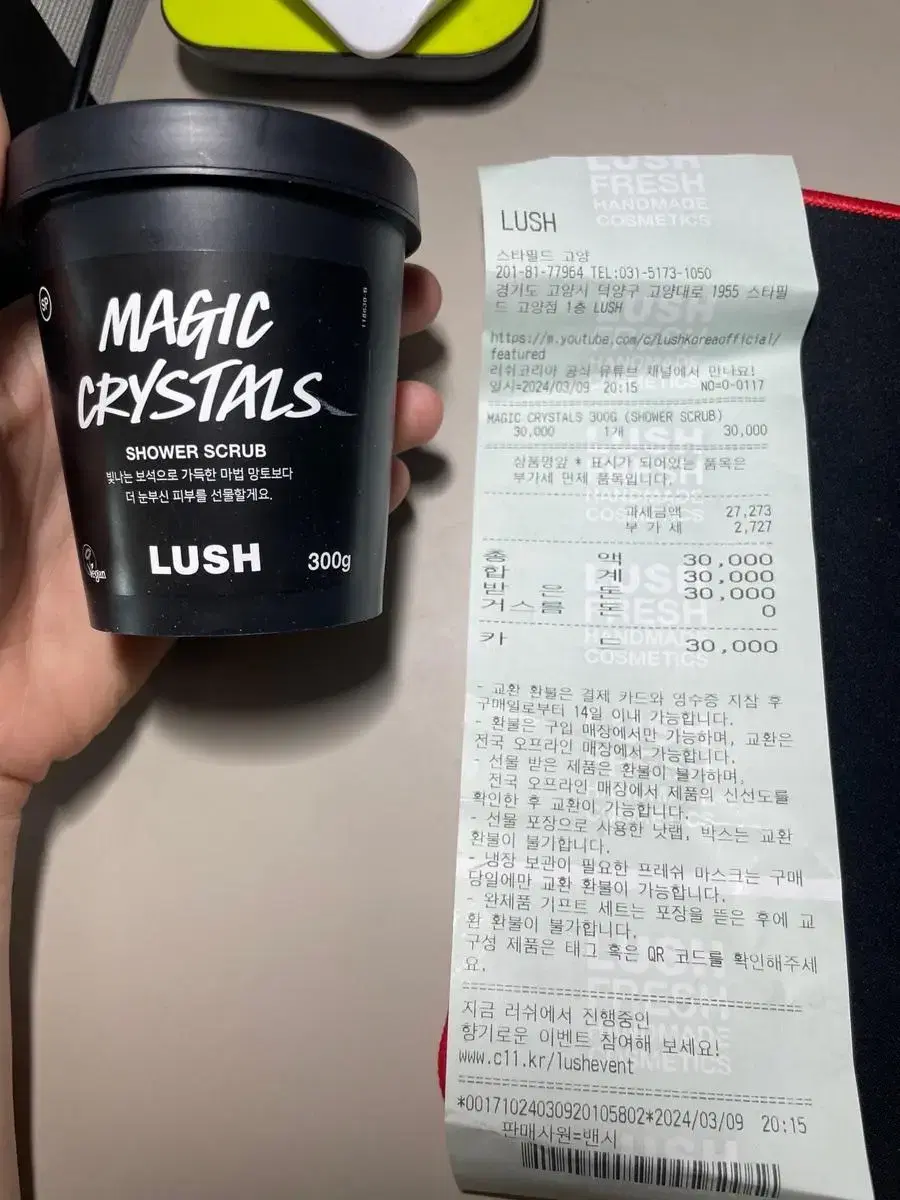 SP
118630-B
MAGIC
CRYSTALS
SHOWER SCRUB
빛나는 보석으로 가득한 마법 망토보다
더 눈부신 피부를 선물할게요.
Vegan
LUSH
300g
LUSH
FRESH
HANDMADE
COSMETICS
LUSH
스타필드 고양
201-81-77964 TEL:031-5173-1050
경기도 고양시 덕양구 고양대로 1955 스타필
드 고양점 1층 LUSH
https://m.youtube.com/c/LushKoreaofficial/
featured
러쉬코리아 공식 유튜브 채널에서 만나요!
일시=2024/03/09 20:15 NO=0-0117
MAGIC CRYSTALS 300G (SHOWER SCRUB)
30,000 1개 30,000
상품명앞 * 표시가 되어있는 품목은
부가세 면제 품목입니다.
과세금액 27,273
부 가 세 2,727
총 액 30,000
합 계 30,000
받 은 돈 30,000
거스름 돈 0
카 드 30,000
- 교환 환불은 결제 카드와 영수증 지참 후
구매일로부터 14일 이내 가능합니다.
- 환불은 구입 매장에서만 가능하며, 교환은
전국 오프라인 매장에서 가능합니다.
- 선물 받은 제품은 환불이 불가하며,
전국 오프라인 매장에서 제품의 신선도를
확인한 후 교환이 가능합니다.
- 선물 포장으로 사용한 낫랩, 박스는 교환
환불이 불가합니다.
- 냉장 보관이 필요한 프레쉬 마스크는 구매
당일에만 교환 환불이 가능합니다.
- 완제품 기프트 세트는 포장을 뜯은 후에 교
환 환불이 불가합니다.
구성 제품은 태그 혹은 QR 코드를 확인해주세
요.
지금 러쉬에서 진행중인
향기로운 이벤트 참여해 보세요!
www.c11.kr/lushevent
*00171024030920105802*2024/03/09 20:15
판매사원=밴시